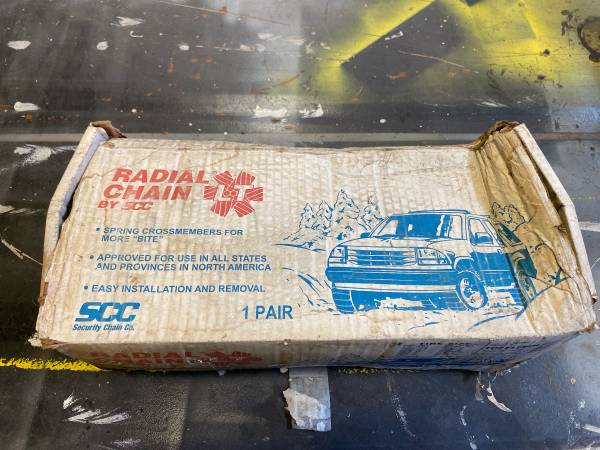 RADIAL
CHAIN LT
BY SCC
• SPRING CROSSMEMBERS FOR
MORE "BITE"
• APPROVED FOR USE IN ALL STATES
AND PROVINCES IN NORTH AMERICA
• EASY INSTALLATION AND REMOVAL
SCC
Security Chain Co.
1 PAIR
RADIAL